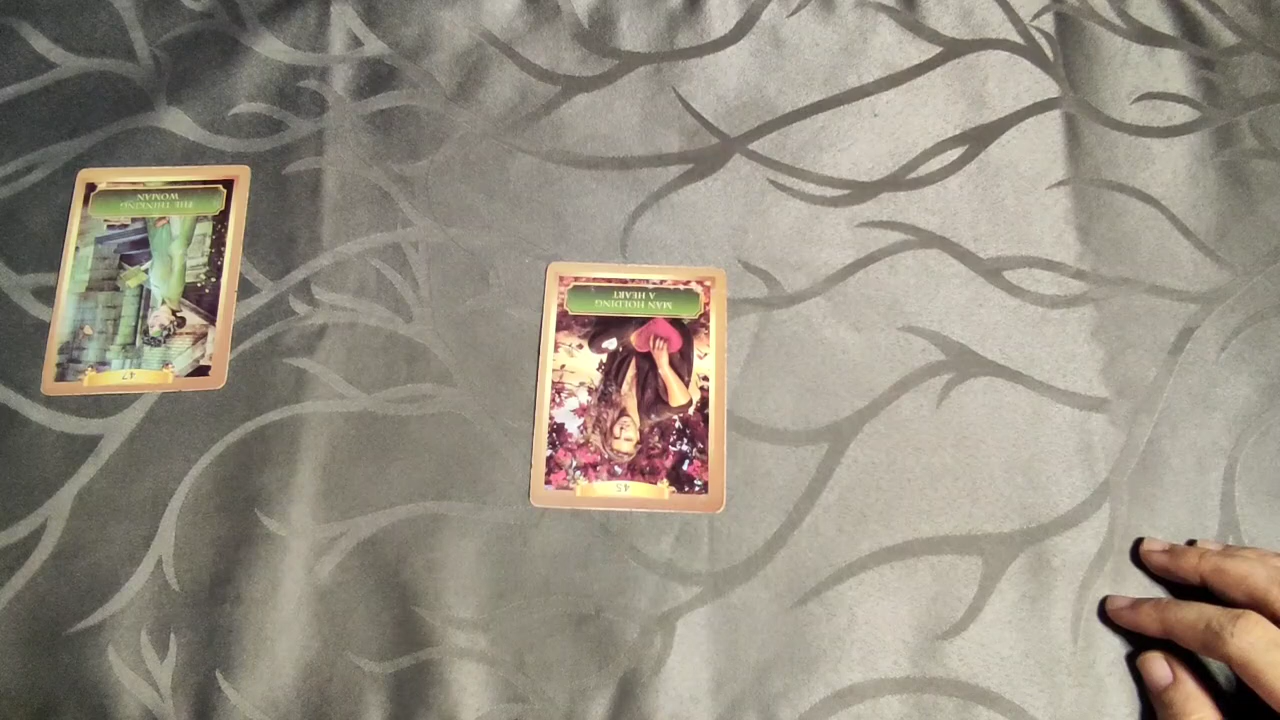 THE THINKING
WOMAN
47
MAN HOLDING
A HEART
45